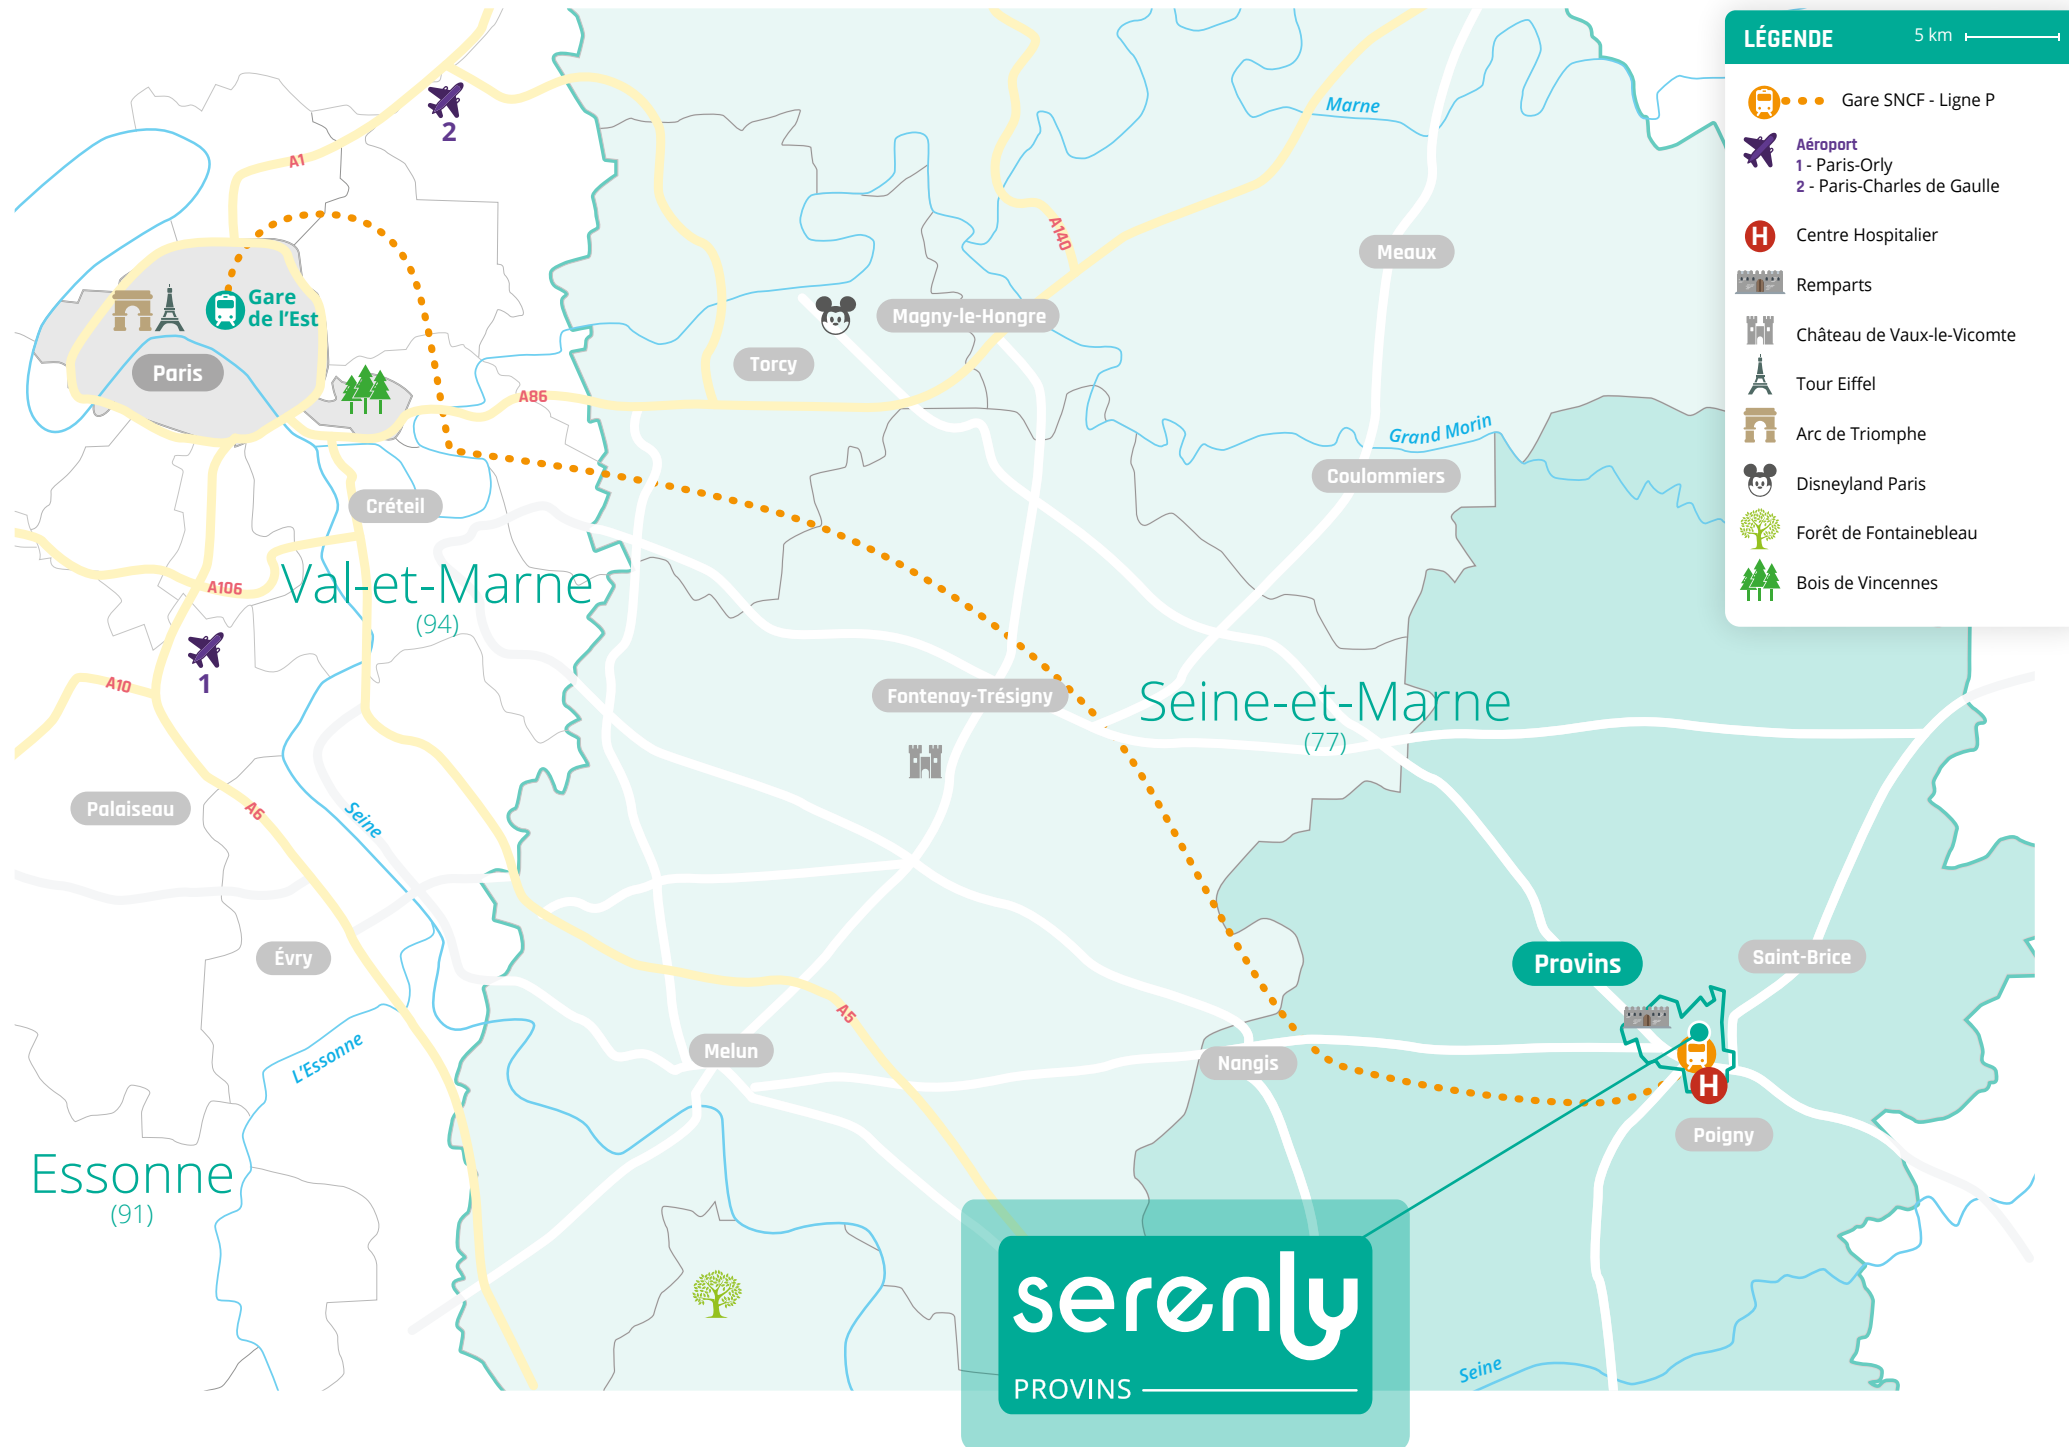 LÉGENDE
5 km
Gare SNCF - Ligne P
Aéroport
1 - Paris-Orly
2 - Paris-Charles de Gaulle
H
Centre Hospitalier
Remparts
Château de Vaux-le-Vicomte
Tour Eiffel
Arc de Triomphe
Disneyland Paris
Forêt de Fontainebleau
Bois de Vincennes
2
A1
Marne
A140
Meaux
Gare
de l'Est
Magny-le-Hongre
Paris
Torcy
A86
Grand Morin
Coulommiers
Créteil
Val-et-Marne
(94)
A106
1
A10
Fontenay-Trésigny
Seine-et-Marne
(77)
Palaiseau
A6
Seine
Évry
Provins
Saint-Brice
A5
L'Essonne
Melun
Nangis
H
Poigny
Essonne
(91)
serenly
PROVINS
Seine